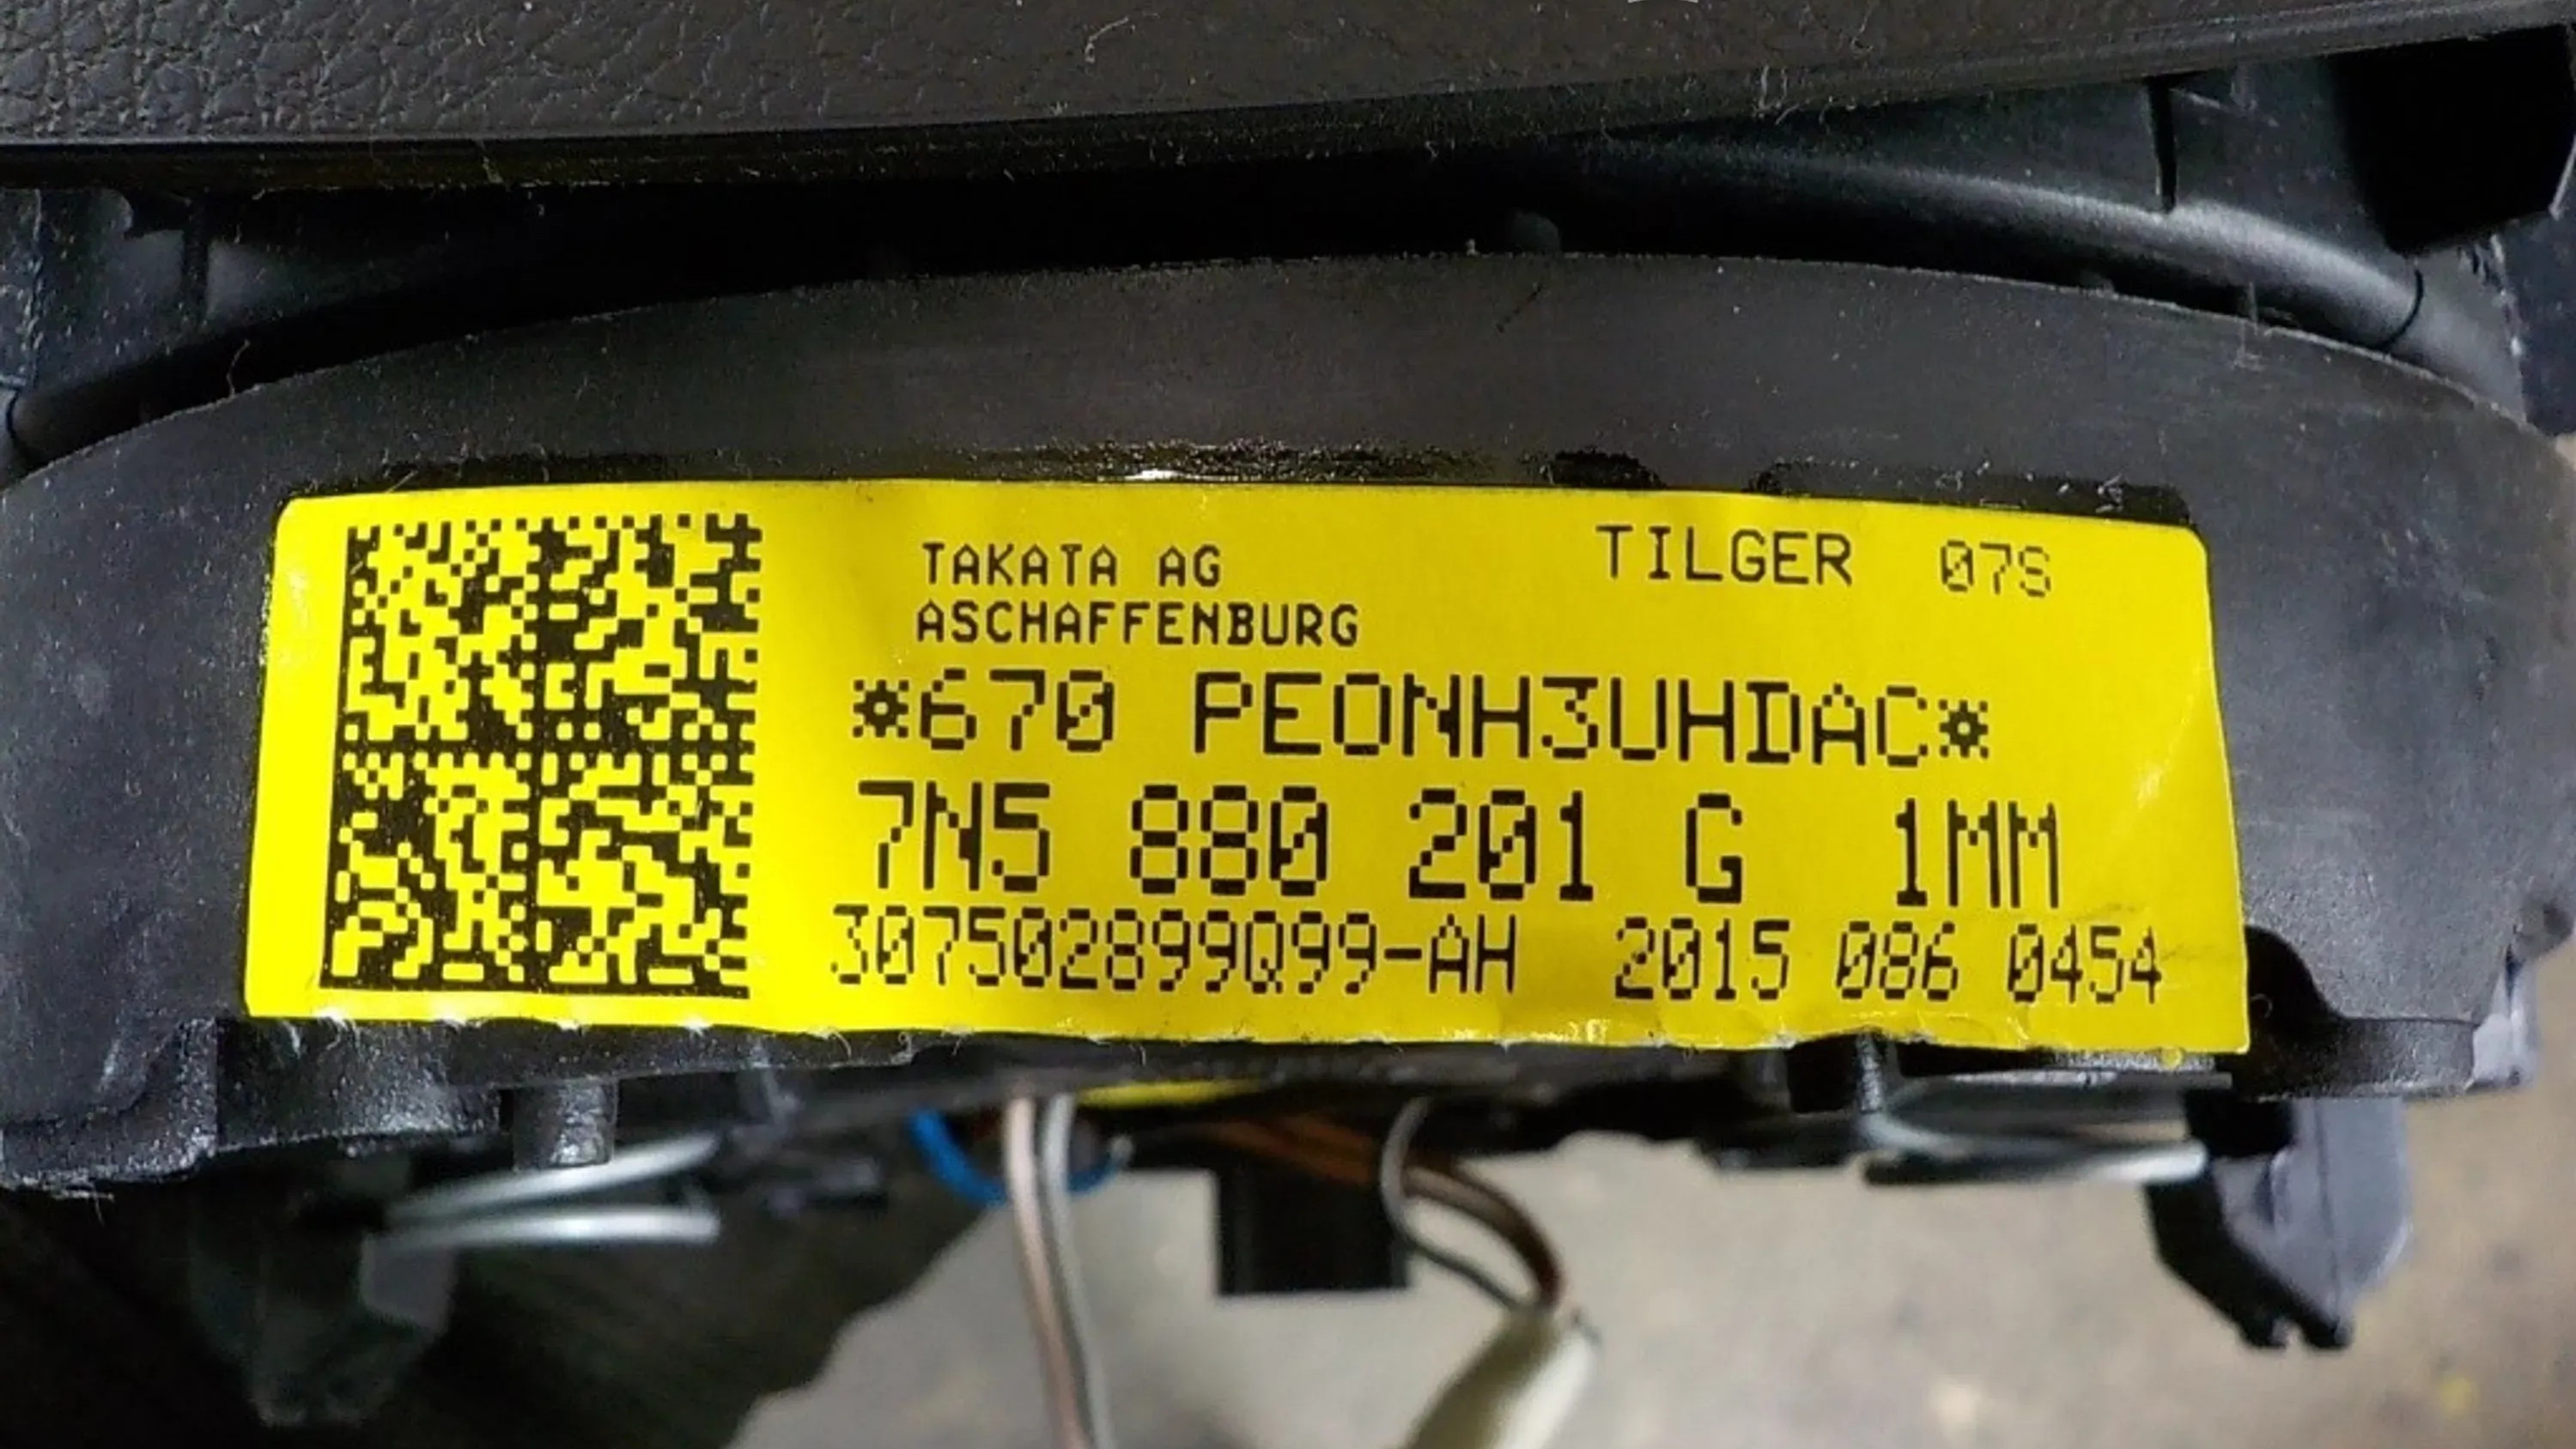 TAKATA AG
ASCHAFFENBURG
TILGER 07S
*670 PEONH3UHDAC*
7N5 880 201 G 1MM
307502899Q99-AH 2015 086 0454